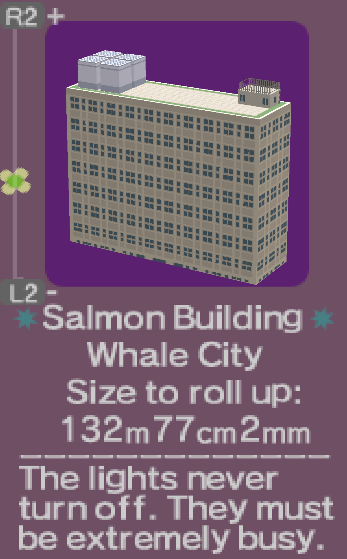 R2 +
L2 -
Salmon Building
Whale City
Size to roll up:
132m77cm2mm
The lights never
turn off. They must
be extremely busy.